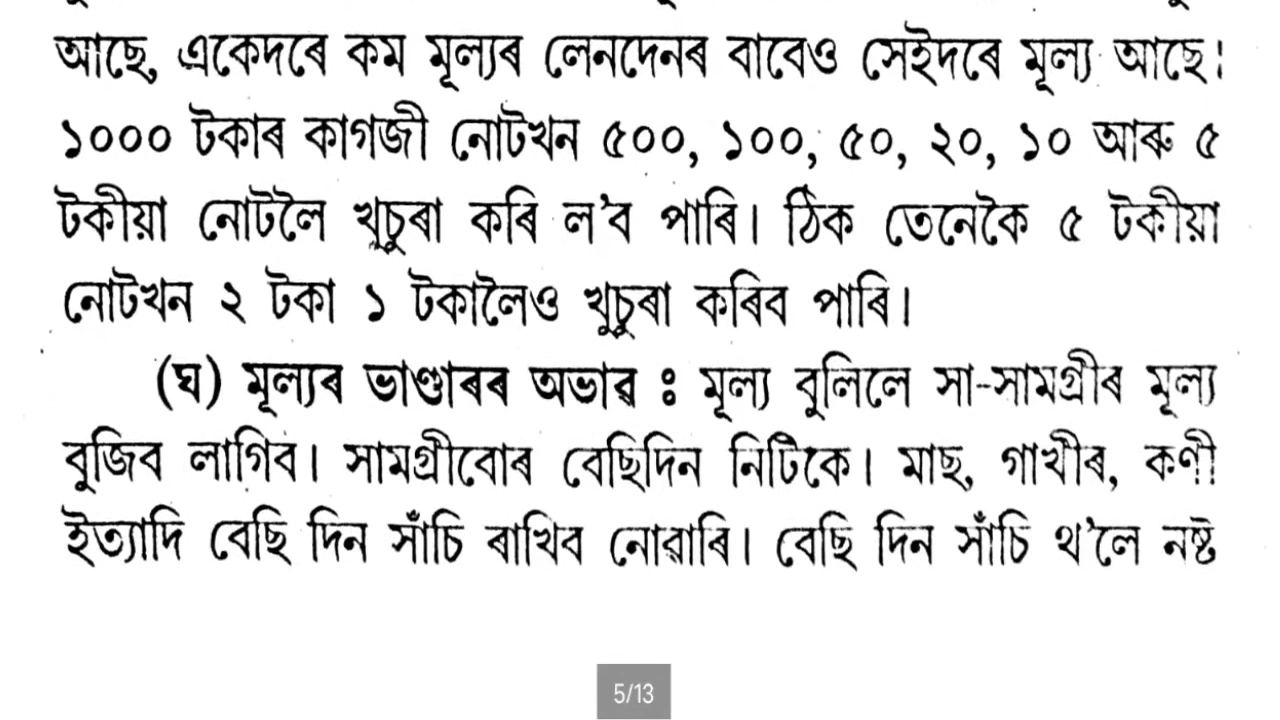 আছে, একেদৰে কম মূল্যৰ লেনদেনৰ বাবেও সেইদৰে মূল্য আছে।
১০০০ টকাৰ কাগজী নোটখন ৫০০, ১০০, ৫০, ২০, ১০ আৰু ৫
টকীয়া নোটলৈ খুচুৰা কৰি ল’ব পাৰি। ঠিক তেনেকৈ ৫ টকীয়া
নোটখন ২ টকা ১ টকালৈও খুচুৰা কৰিব পাৰি।
(ঘ) মূল্যৰ ভাণ্ডাৰৰ অভাৱ : মূল্য বুলিলে সা-সামগ্ৰীৰ মূল্য
বুজিব লাগিব। সামগ্ৰীবোৰ বেছিদিন নিটিকে। মাছ, গাখীৰ, কণী
ইত্যাদি বেছি দিন সাঁচি ৰাখিব নোৱাৰি। বেছি দিন সাঁচি থ’লে নষ্ট
5/13